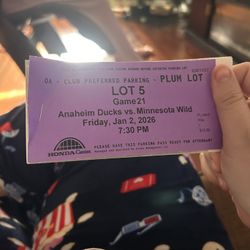 OA - CLUB PREFERRED PARKING - PLUM LOT
LOT 5
Game21
Anaheim Ducks vs. Minnesota Wild
Friday, Jan 2, 2026
7:30 PM
PLEASE HAVE THIS PARKING PASS READY FOR ATTENDANT
HONDA Center